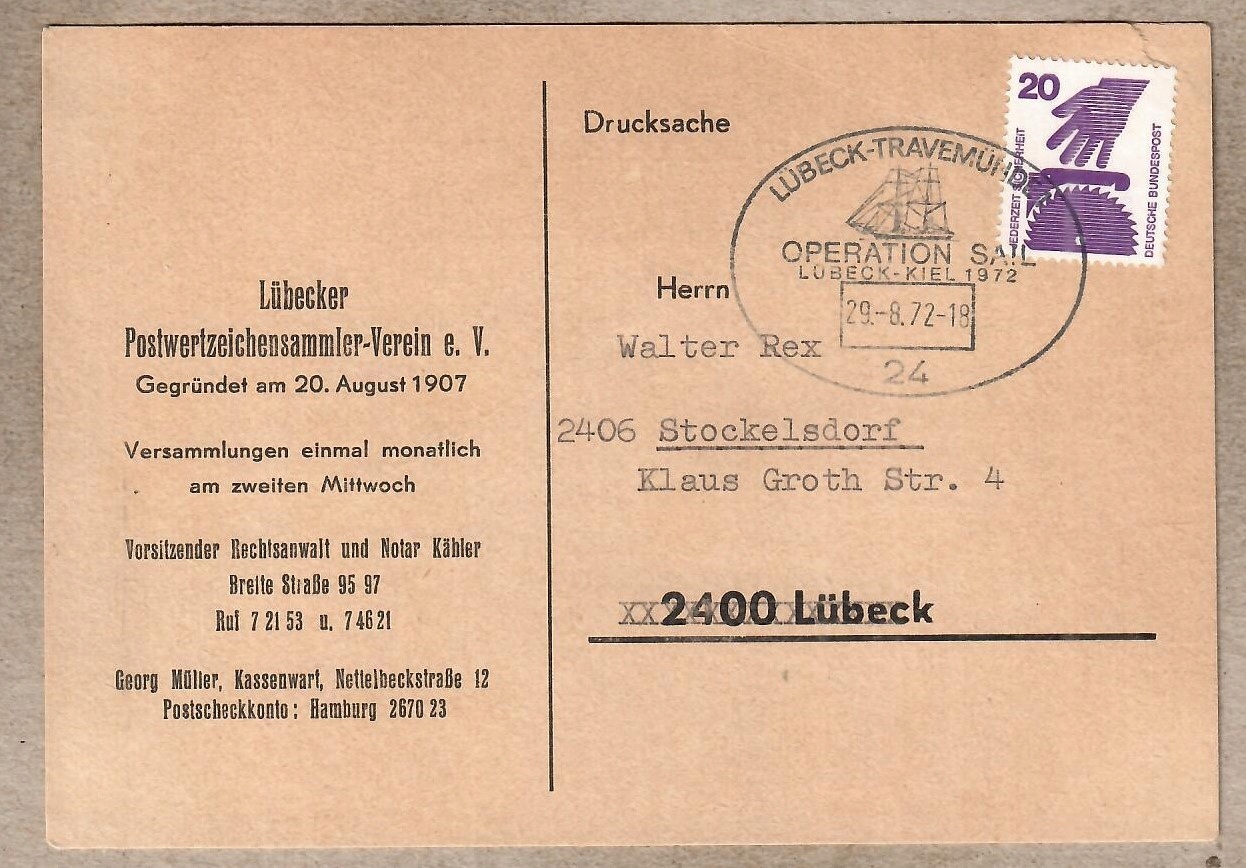 Lübecker
Postwertzeichensammler-Verein e. V.
Gegründet am 20. August 1907
Versammlungen einmal monatlich
am zweiten Mittwoch
Vorsitzender Rechtsanwalt und Notar Kähler
Breite Straße 95 97
Ruf 7 21 53 u. 7 46 21
Georg Müller, Kassenwart, Nettelbeckstraße 12
Postscheckkonto: Hamburg 2670 23
Drucksache
20
JEDERZEIT SICHERHEIT
DEUTSCHE BUNDESPOST
LÜBECK-TRAVEMÜNDE
OPERATION SAIL
LÜBECK-KIEL 1972
29.-8.72-18
24
Herrn
Walter Rex
2406 Stockelsdorf
Klaus Groth Str. 4
2400 Lübeck